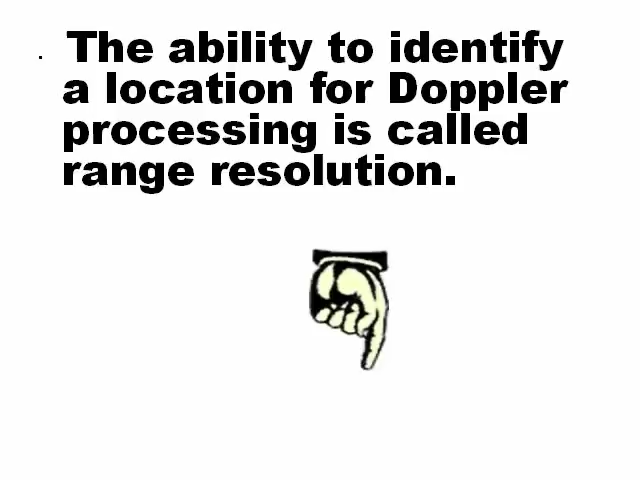 The ability to identify
a location for Doppler
processing is called
range resolution.